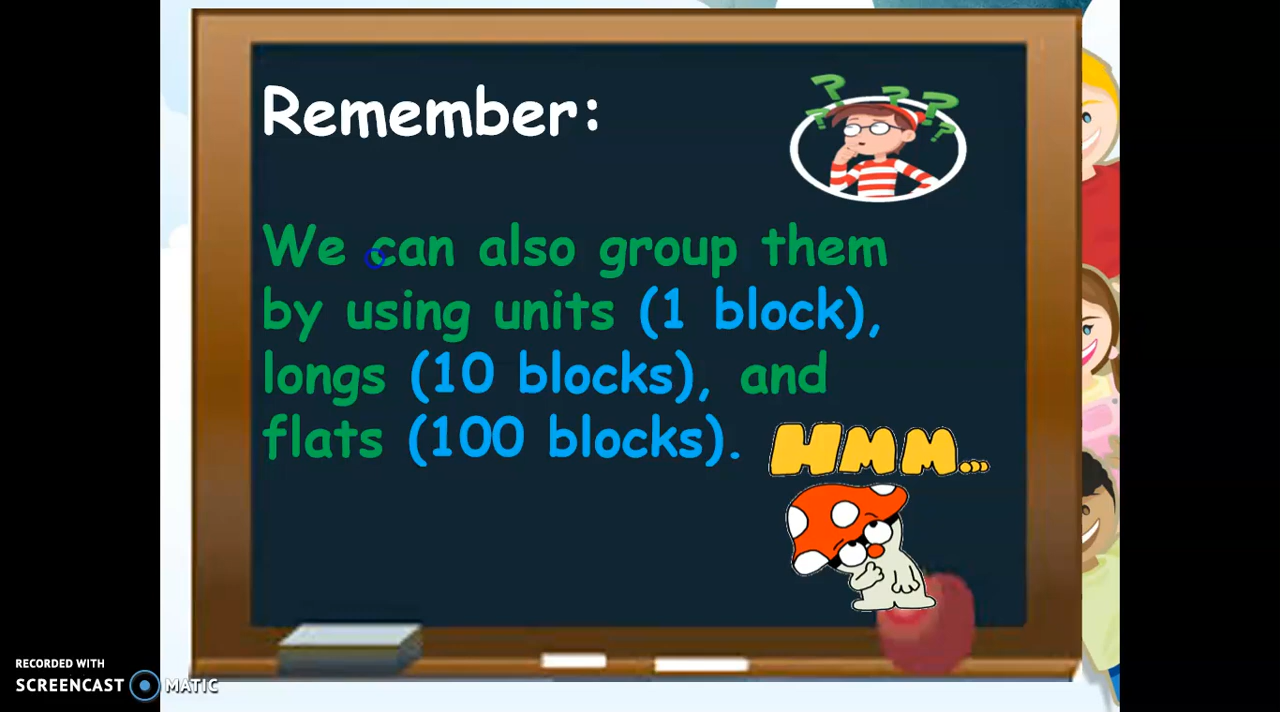 Remember:
We can also group them
by using units (1 block),
longs (10 blocks), and
flats (100 blocks).
HMM...
RECORDED WITH
SCREENCAST MATIC